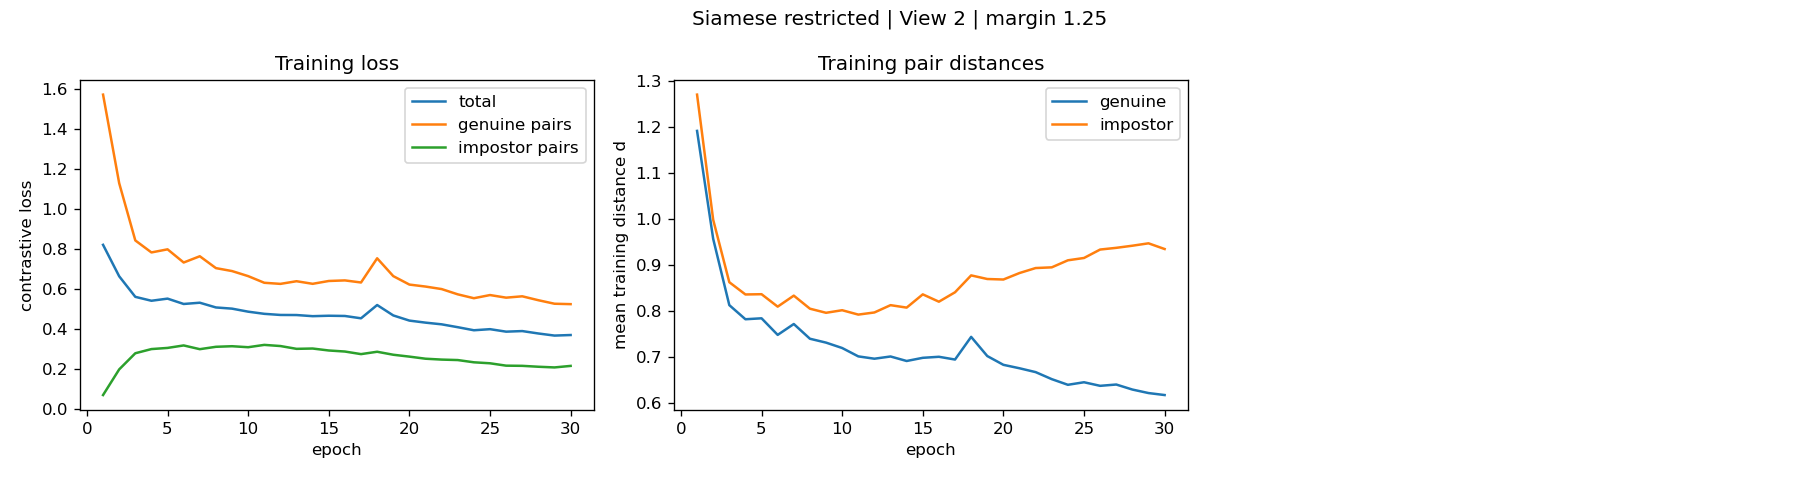 Siamese restricted | View 2 | margin 1.25
Training loss
contrastive loss
1.6
1.4
1.2
1.0
0.8
0.6
0.4
0.2
0.0
total
genuine pairs
impostor pairs
0 5 10 15 20 25 30
epoch
Training pair distances
mean training distance d
1.3
1.2
1.1
1.0
0.9
0.8
0.7
0.6
genuine
impostor
0 5 10 15 20 25 30
epoch